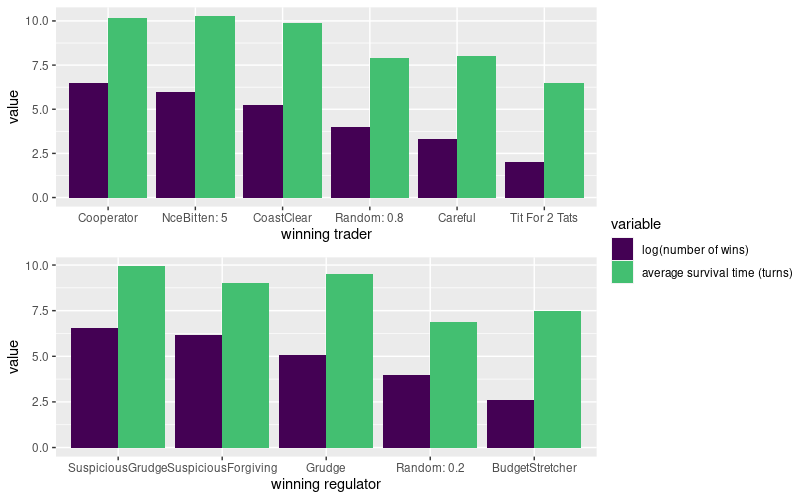 10.0
7.5
5.0
2.5
0.0
value
Cooperator NceBitten: 5 CoastClear Random: 0.8 Careful Tit For 2 Tats
winning trader
variable
log(number of wins)
average survival time (turns)
10.0
7.5
5.0
2.5
0.0
value
SuspiciousGrudge SuspiciousForgiving Grudge Random: 0.2 BudgetStretcher
winning regulator